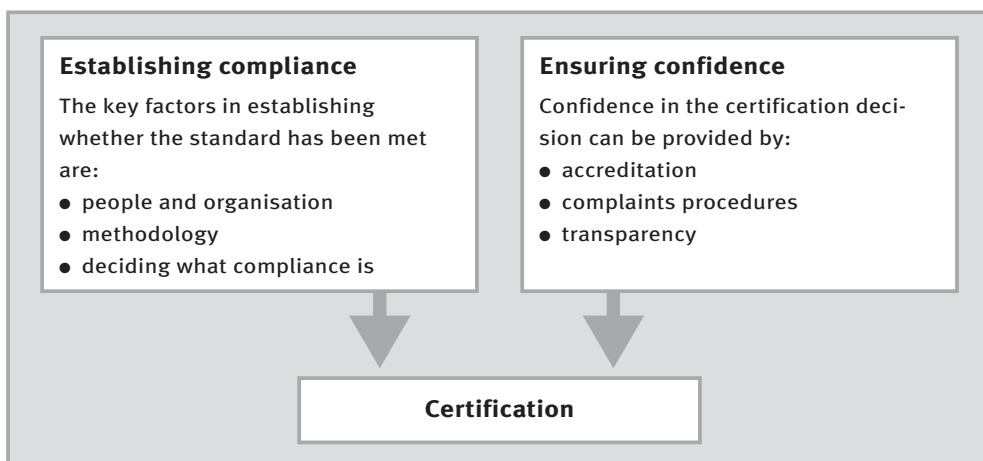 Establishing compliance
The key factors in establishing
whether the standard has been met
are:
● people and organisation
● methodology
● deciding what compliance is
Ensuring confidence
Confidence in the certification deci-
sion can be provided by:
● accreditation
● complaints procedures
● transparency
Certification